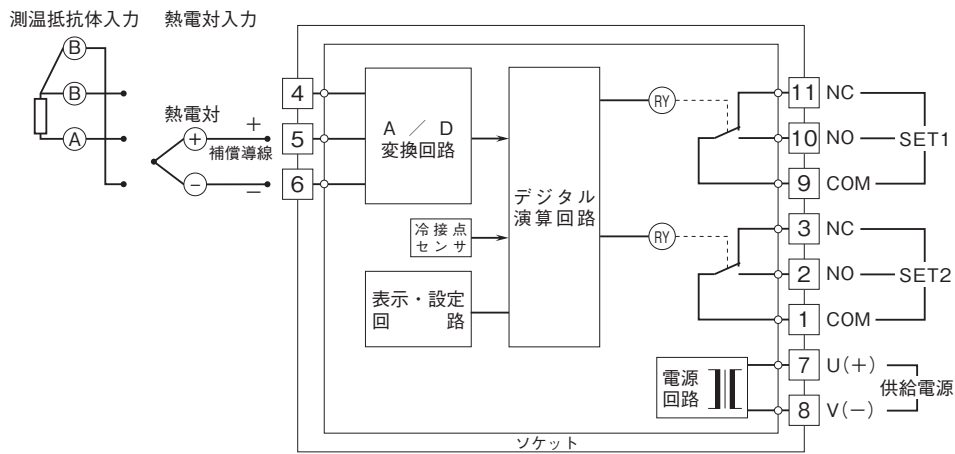 測温抵抗体入力 熱電対入力
B
B
A
熱電対
+
+
補償導線
−
−
4
5
6
A / D
変換回路
冷接点
センサ
表示・設定
回 路
デジタル
演算回路
RY
RY
電源
回路
11 NC
10 NO
9 COM
SET1
3 NC
2 NO
1 COM
SET2
7 U(+)
8 V(−)
供給電源
ソケット